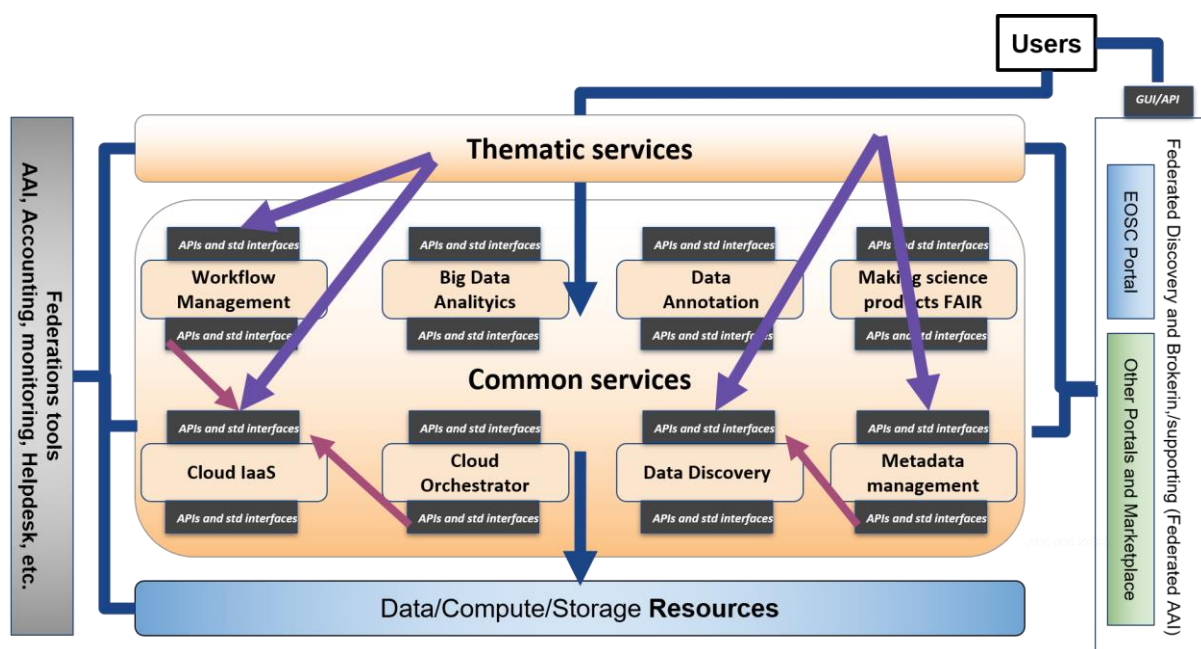 Users
GUI/API
Thematic services
APIs and std interfaces
APIs and std interfaces
APIs and std interfaces
APIs and std interfaces
Workflow
Management
Big Data
Analityics
Data
Annotation
Making science
products FAIR
APIs and std interfaces
APIs and std interfaces
APIs and std interfaces
APIs and std interfaces
Common services
APIs and std interfaces
APIs and std interfaces
APIs and std interfaces
APIs and std interfaces
Cloud IaaS
Cloud
Orchestrator
Data Discovery
Metadada
management
APIs and std interfaces
APIs and std interfaces
APIs and std interfaces
APIs and std interfaces
Data/Compute/Storage Resources
Federations tools
AAI, Accounting, monitoring, Helpdesk, etc.
Federated Discovery and Brokerin,/supporting (Federated AAI)
EOSC Portal
Other Portals and Marketplace